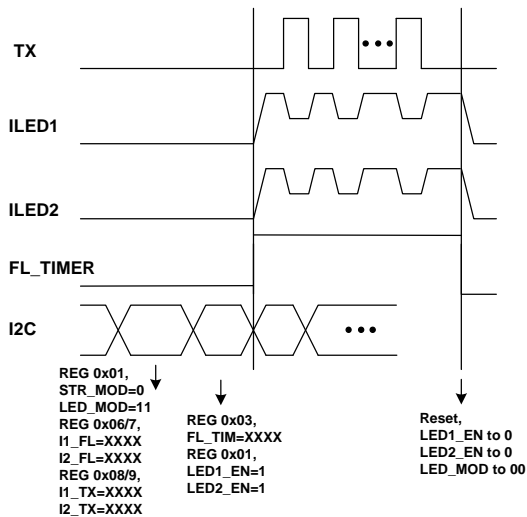 TX
ILED1
ILED2
FL_TIMER
I2C
REG 0x01,
STR_MOD=0
LED_MOD=11
REG 0x06/7,
I1_FL=XXXX
I2_FL=XXXX
REG 0x08/9,
I1_TX=XXXX
I2_TX=XXXX
REG 0x03,
FL_TIM=XXXX
REG 0x01,
LED1_EN=1
LED2_EN=1
Reset,
LED1_EN to 0
LED2_EN to 0
LED_MOD to 00